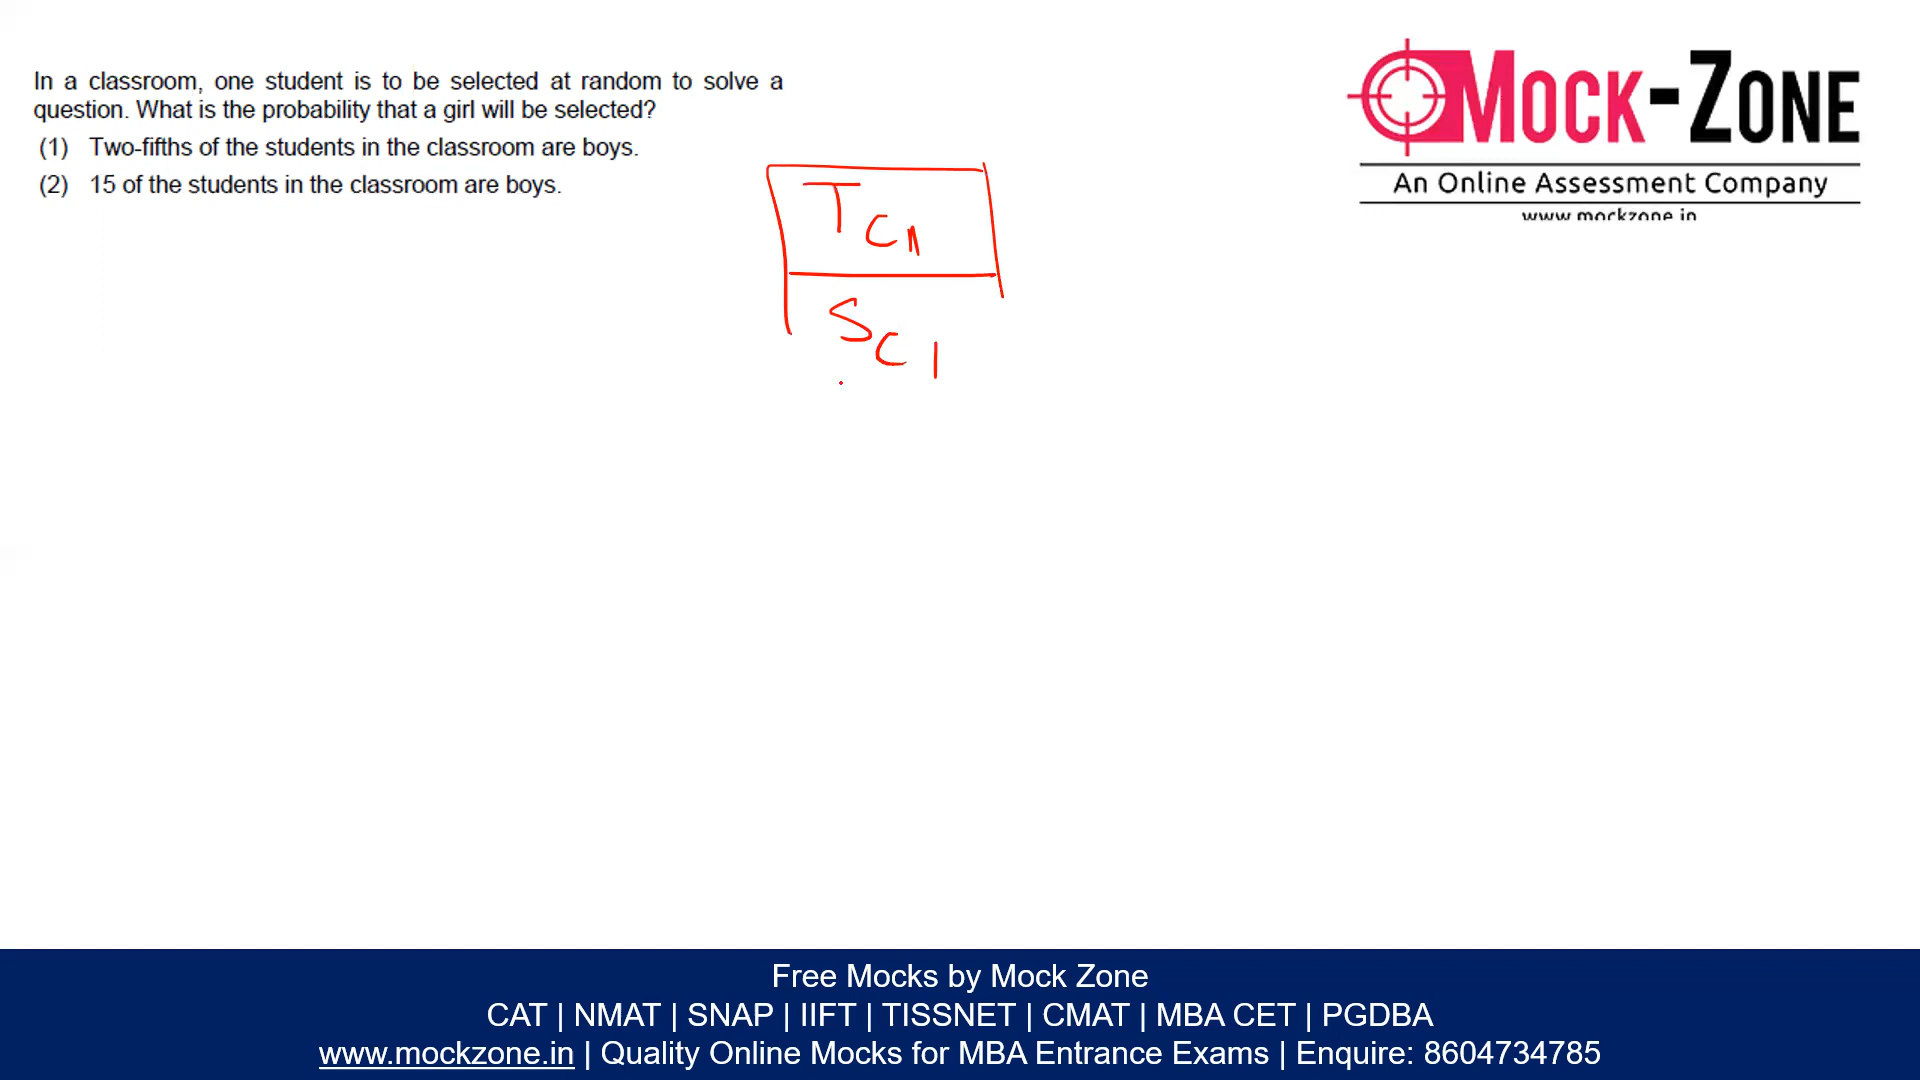 In a classroom, one student is to be selected at random to solve a
question. What is the probability that a girl will be selected?
(1) Two-fifths of the students in the classroom are boys.
(2) 15 of the students in the classroom are boys.
MOCK-ZONE
An Online Assessment Company
www.mockzone.in
T C 1
S C 1
Free Mocks by Mock Zone
CAT | NMAT | SNAP | IIFT | TISSNET | CMAT | MBA CET | PGDBA
www.mockzone.in | Quality Online Mocks for MBA Entrance Exams | Enquire: 8604734785